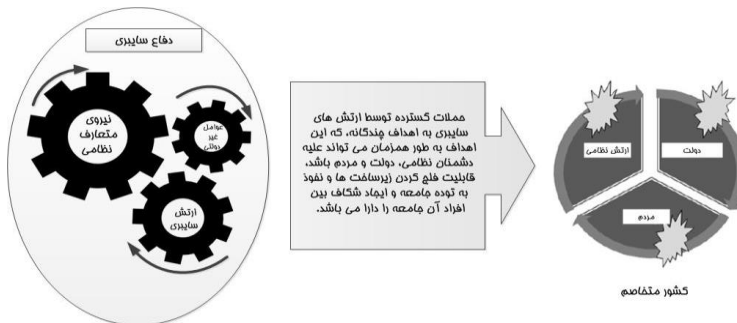 دفاع سایبری
نیروی
متعارف
نظامی
عوامل
غیر
دولتی
ارتش
سایبری
حملات گسترده توسط ارتش های
سایبری به اهداف چندگانه، که این
اهداف به طور همزمان می تواند علیه
دشمنان نظامی، دولت و مردم باشد،
قابلیت فلج کردن زیرساخت ها و نفوذ
به توده جامعه و ایجاد شکاف بین
افراد آن جامعه را دارا می باشد.
ارتش نظامی
دولت
مردم
کشور متخاصم